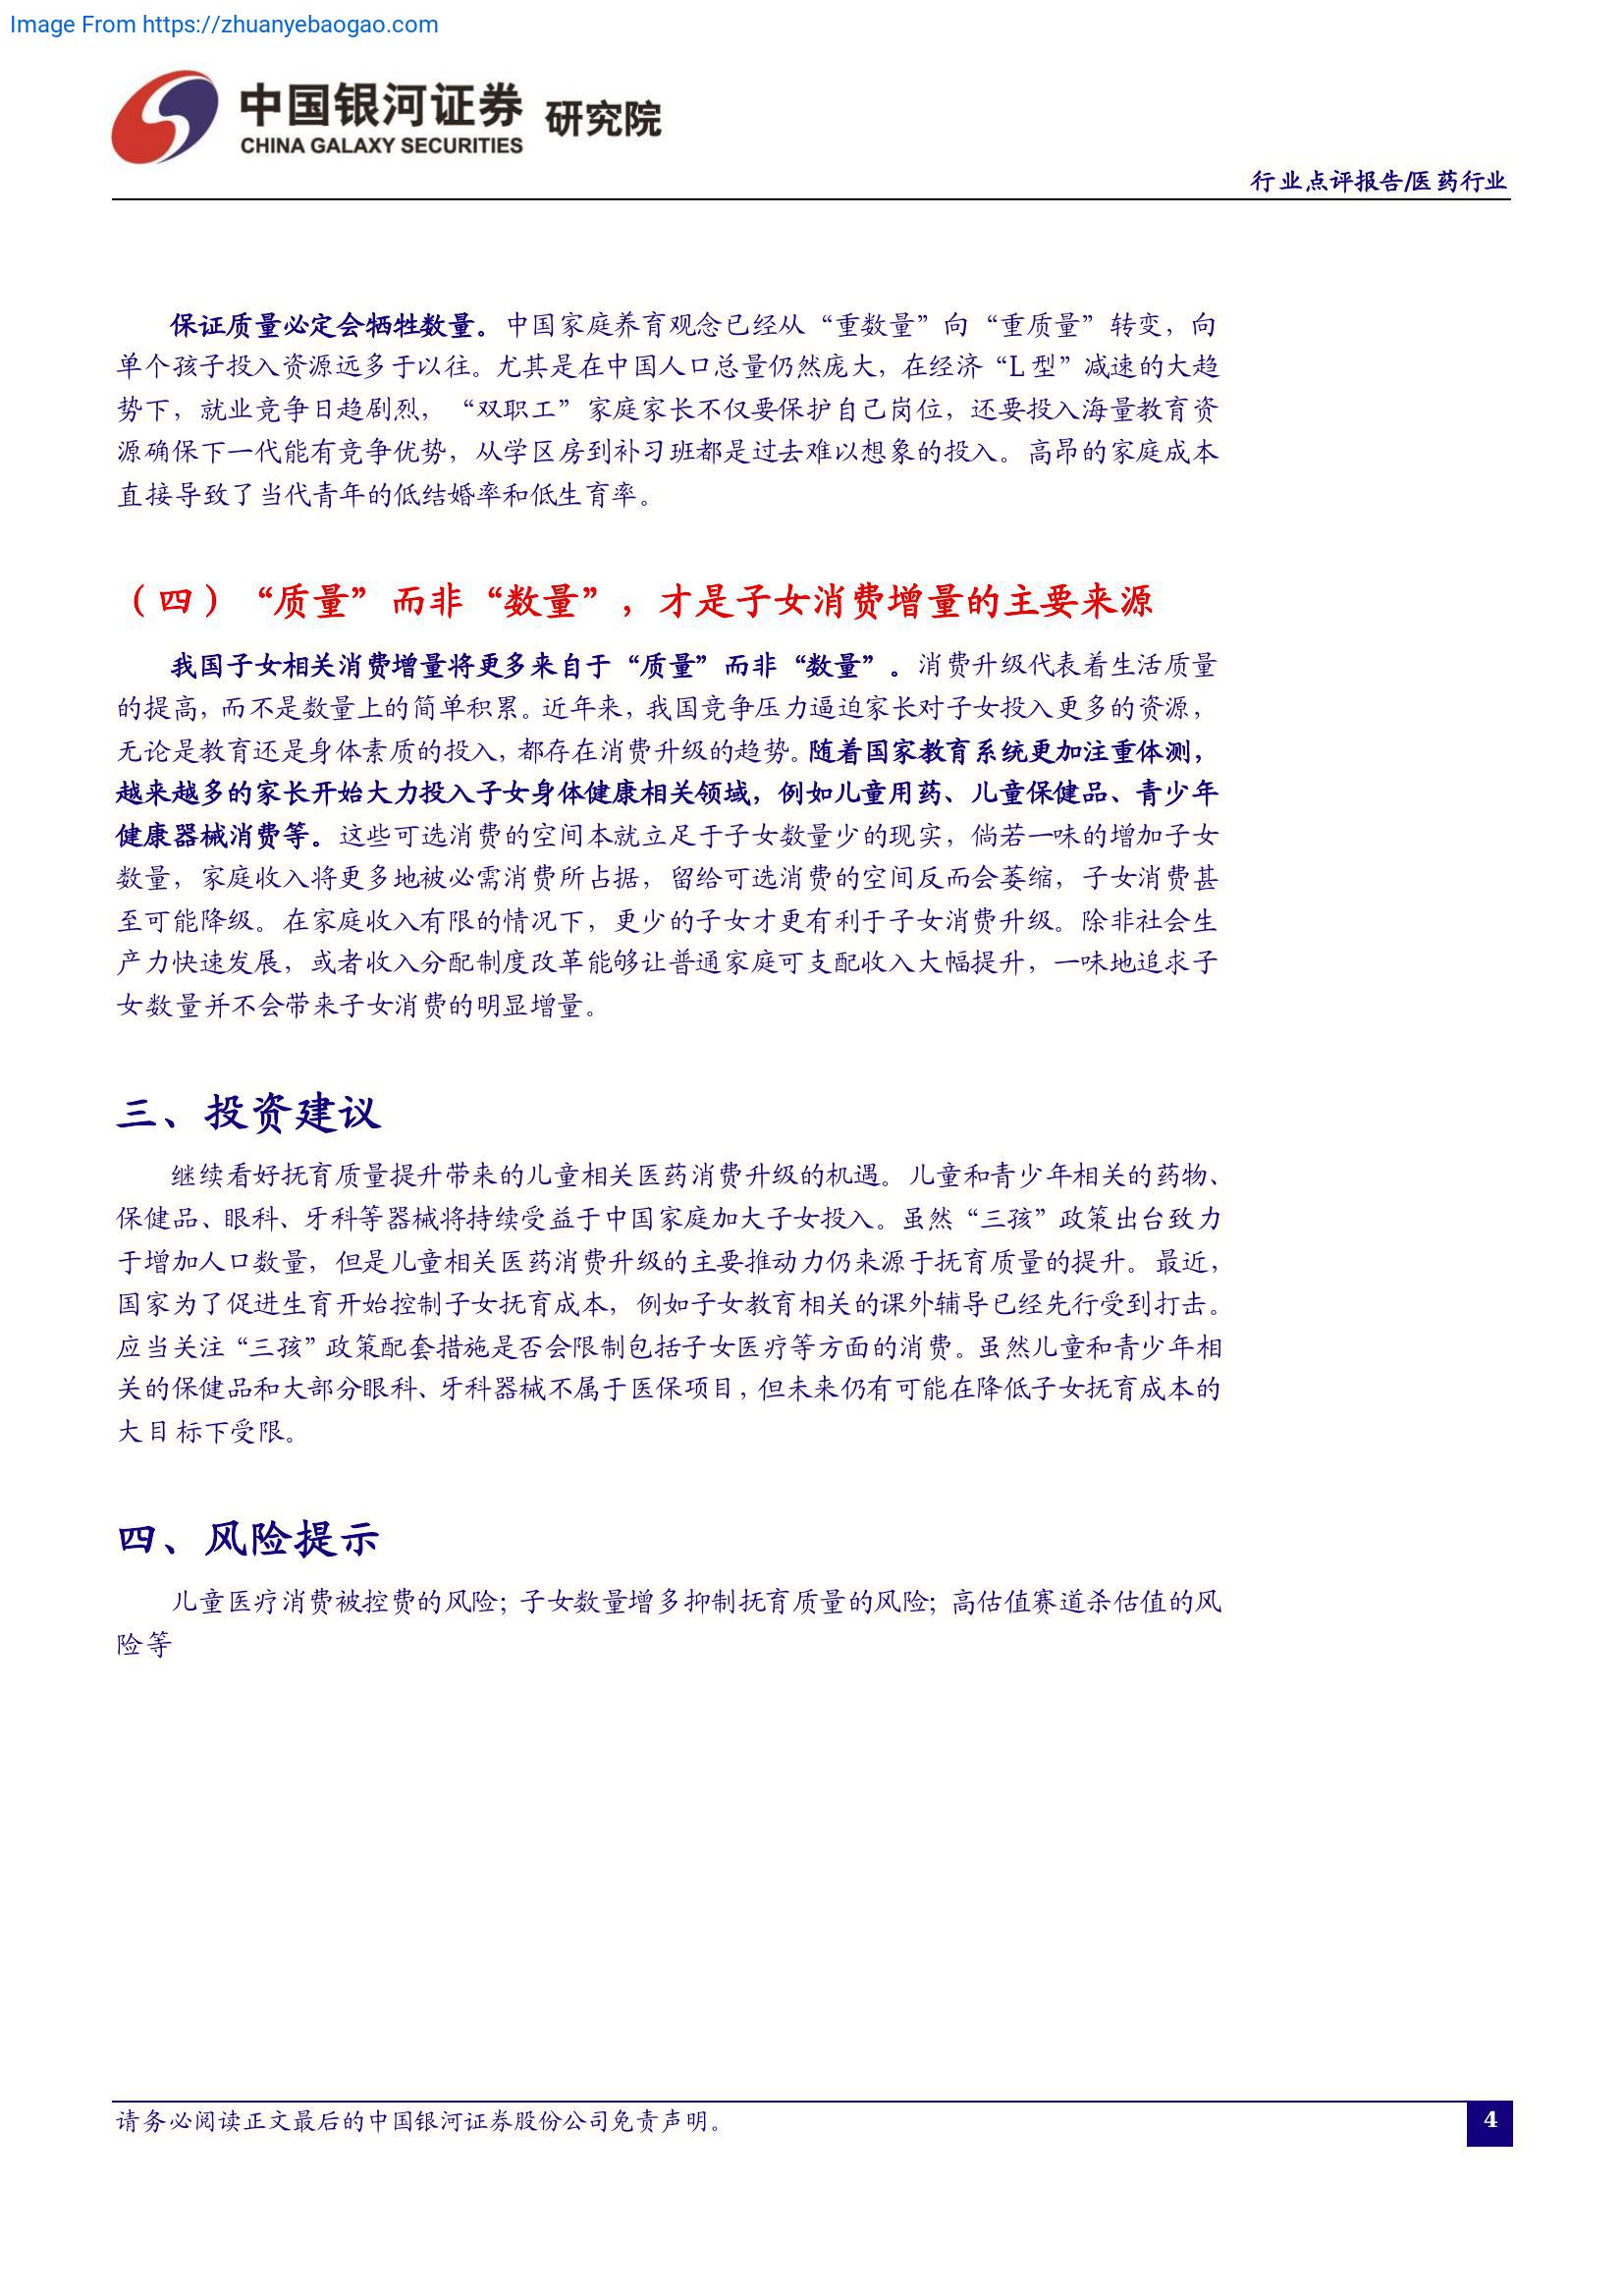 Image From https://zhuanyebaogao.com
中国银河证券 研究院
CHINA GALAXY SECURITIES
行业点评报告/医药行业
保证质量必定会牺牲数量。中国家庭养育观念已经从“重数量”向“重质量”转变，向
单个孩子投入资源远多于以往。尤其是在中国人口总量仍然庞大，在经济“L 型”减速的大趋
势下，就业竞争日趋剧烈，“双职工”家庭家长不仅要保护自己岗位，还要投入海量教育资
源确保下一代能有竞争优势，从学区房到补习班都是过去难以想象的投入。高昂的家庭成本
直接导致了当代青年的低结婚率和低生育率。
（四）“质量”而非“数量”，才是子女消费增量的主要来源
我国子女相关消费增量将更多来自于“质量”而非“数量”。消费升级代表着生活质量
的提高，而不是数量上的简单积累。近年来，我国竞争压力逼迫家长对子女投入更多的资源，
无论是教育还是身体素质的投入，都存在消费升级的趋势。随着国家教育系统更加注重体测，
越来越多的家长开始大力投入子女身体健康相关领域，例如儿童用药、儿童保健品、青少年
健康器械消费等。这些可选消费的空间本就立足于子女数量少的现实，倘若一味的增加子女
数量，家庭收入将更多地被必需消费所占据，留给可选消费的空间反而会萎缩，子女消费甚
至可能降级。在家庭收入有限的情况下，更少的子女才更有利于子女消费升级。除非社会生
产力快速发展，或者收入分配制度改革能够让普通家庭可支配收入大幅提升，一味地追求子
女数量并不会带来子女消费的明显增量。
三、投资建议
继续看好抚育质量提升带来的儿童相关医药消费升级的机遇。儿童和青少年相关的药物、
保健品、眼科、牙科等器械将持续受益于中国家庭加大子女投入。虽然“三孩”政策出台致力
于增加人口数量，但是儿童相关医药消费升级的主要推动力仍来源于抚育质量的提升。最近，
国家为了促进生育开始控制子女抚育成本，例如子女教育相关的课外辅导已经先行受到打击。
应当关注“三孩”政策配套措施是否会限制包括子女医疗等方面的消费。虽然儿童和青少年相
关的保健品和大部分眼科、牙科器械不属于医保项目，但未来仍有可能在降低子女抚育成本的
大目标下受限。
四、风险提示
儿童医疗消费被控费的风险；子女数量增多抑制抚育质量的风险；高估值赛道杀估值的风
险等
请务必阅读正文最后的中国银河证券股份公司免责声明。
4